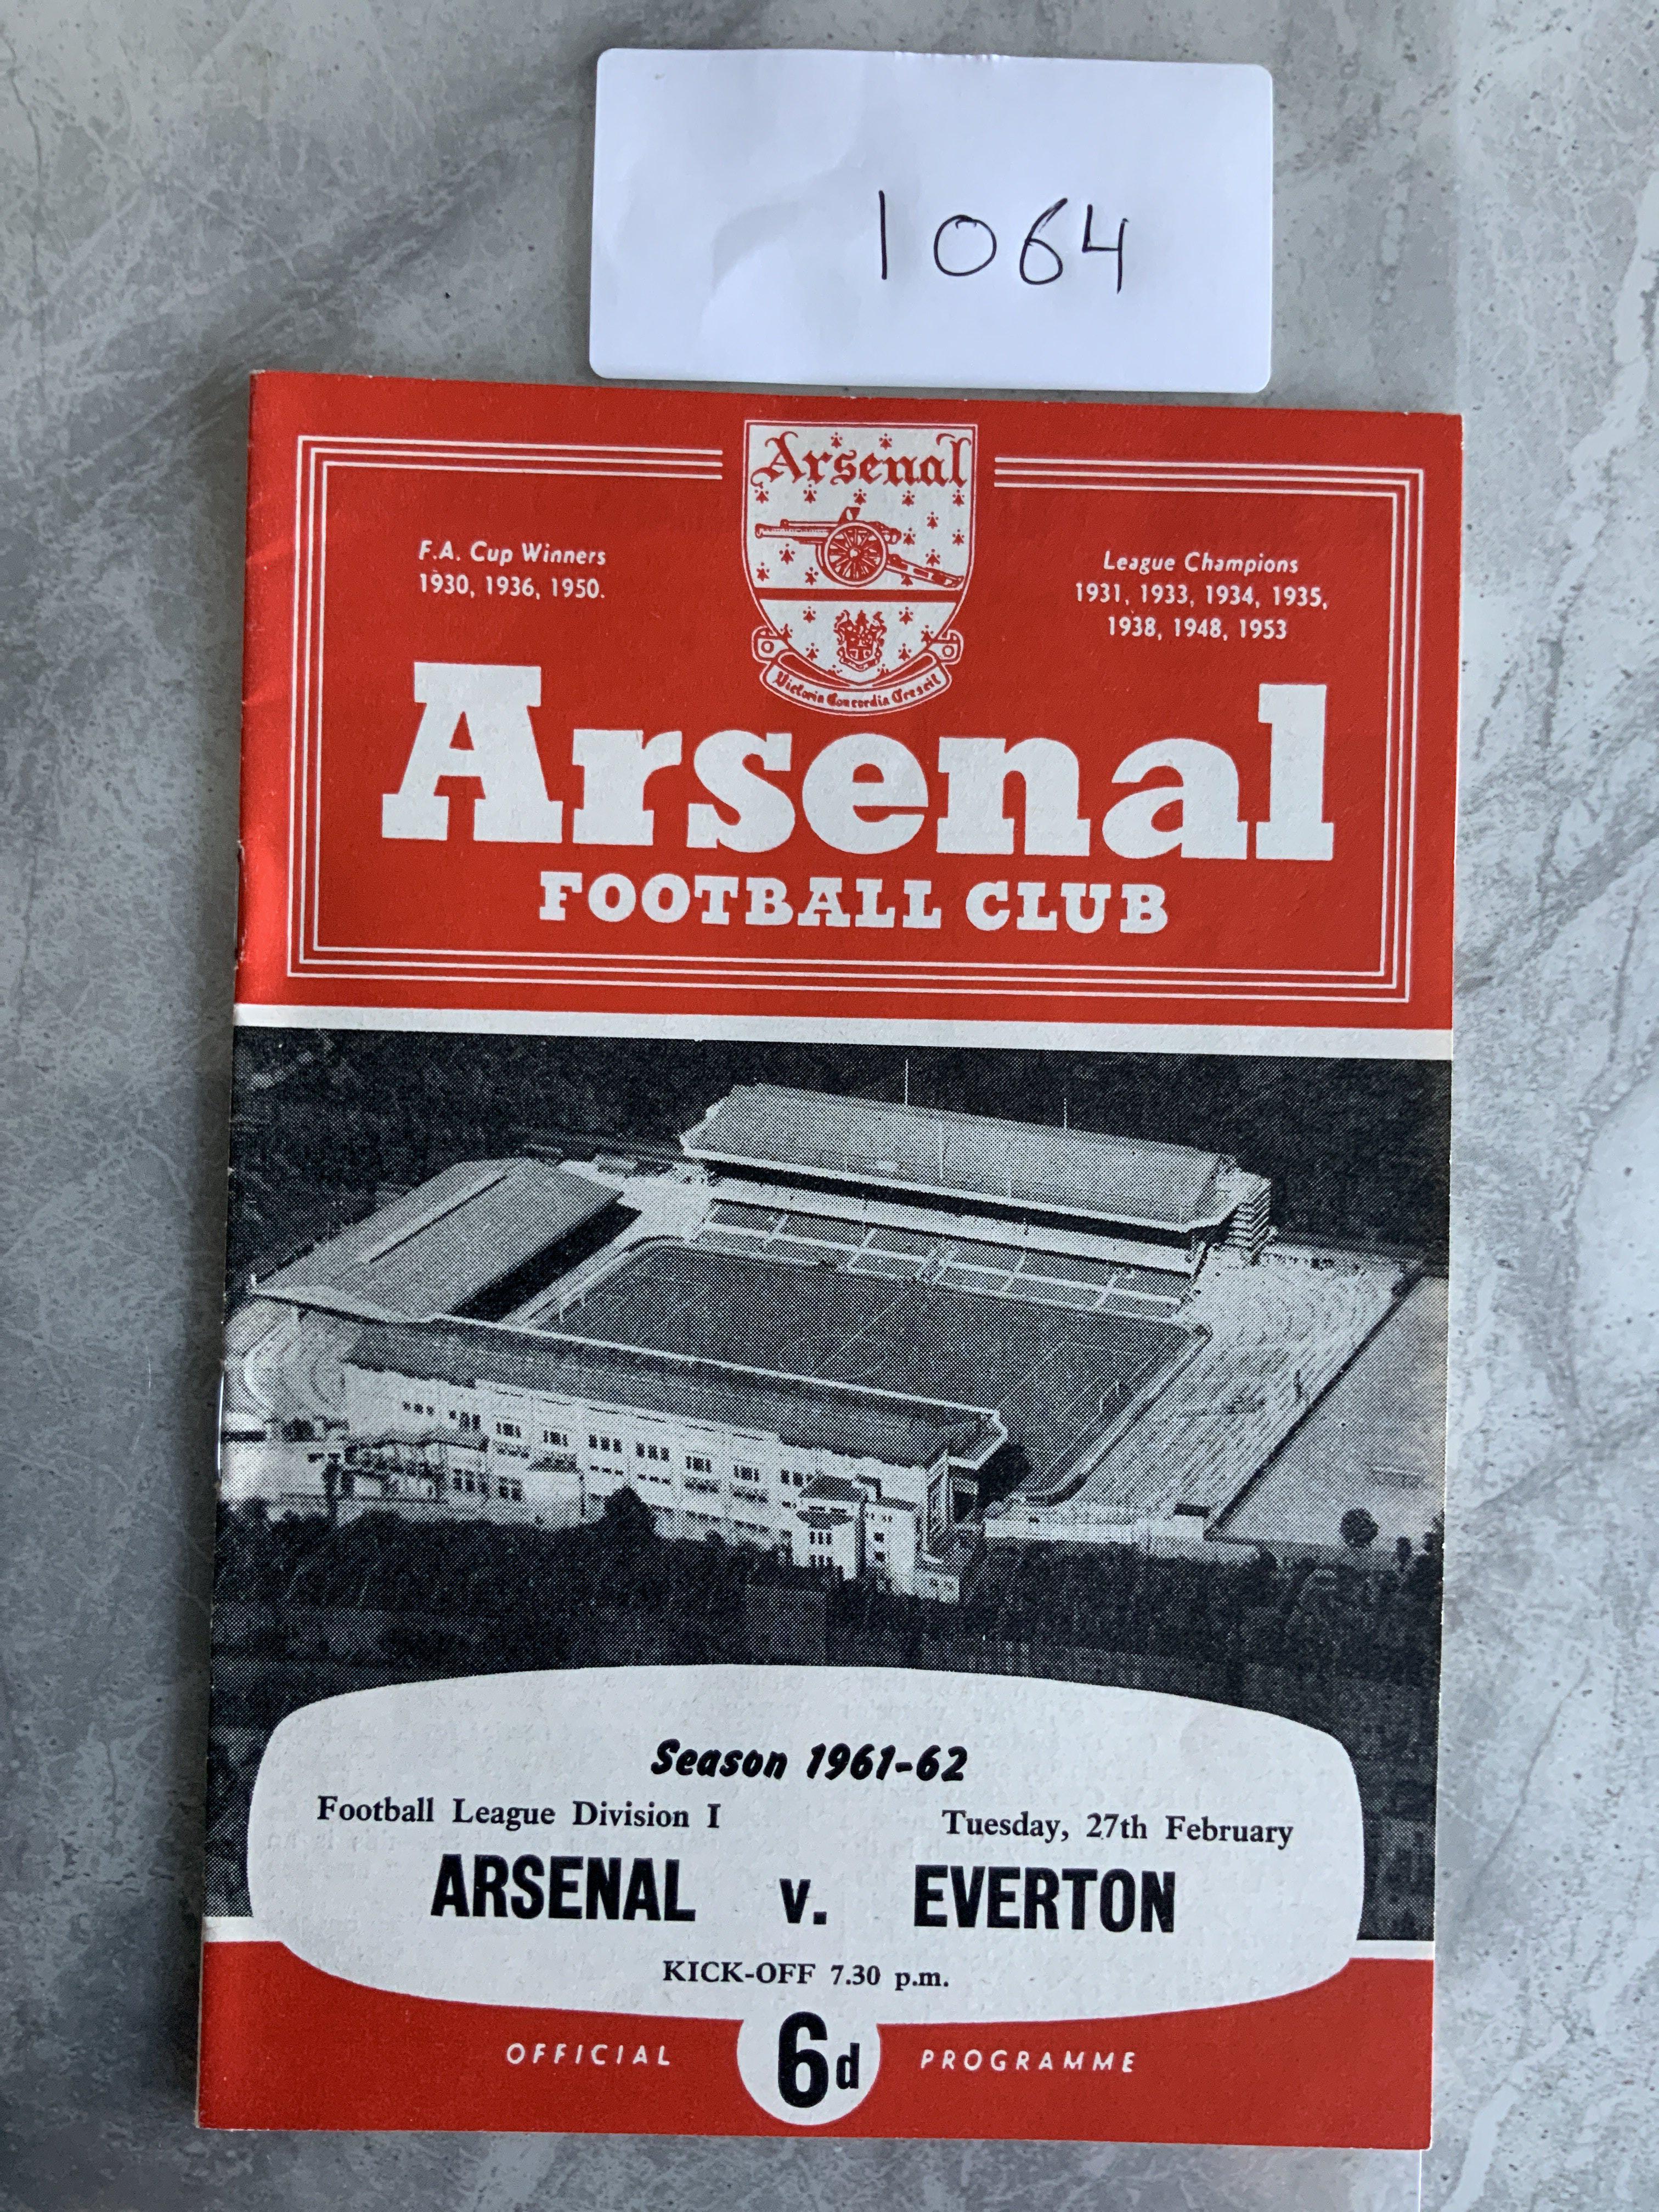 1064
Arsenal
F.A. Cup Winners
1930, 1936, 1950.
League Champions
1931, 1933, 1934, 1935,
1938, 1948, 1953
Victoria Concordia Crescit
Arsenal
FOOTBALL CLUB
Season 1961-62
Football League Division I
Tuesday, 27th February
ARSENAL v. EVERTON
KICK-OFF 7.30 p.m.
OFFICIAL 6d PROGRAMME